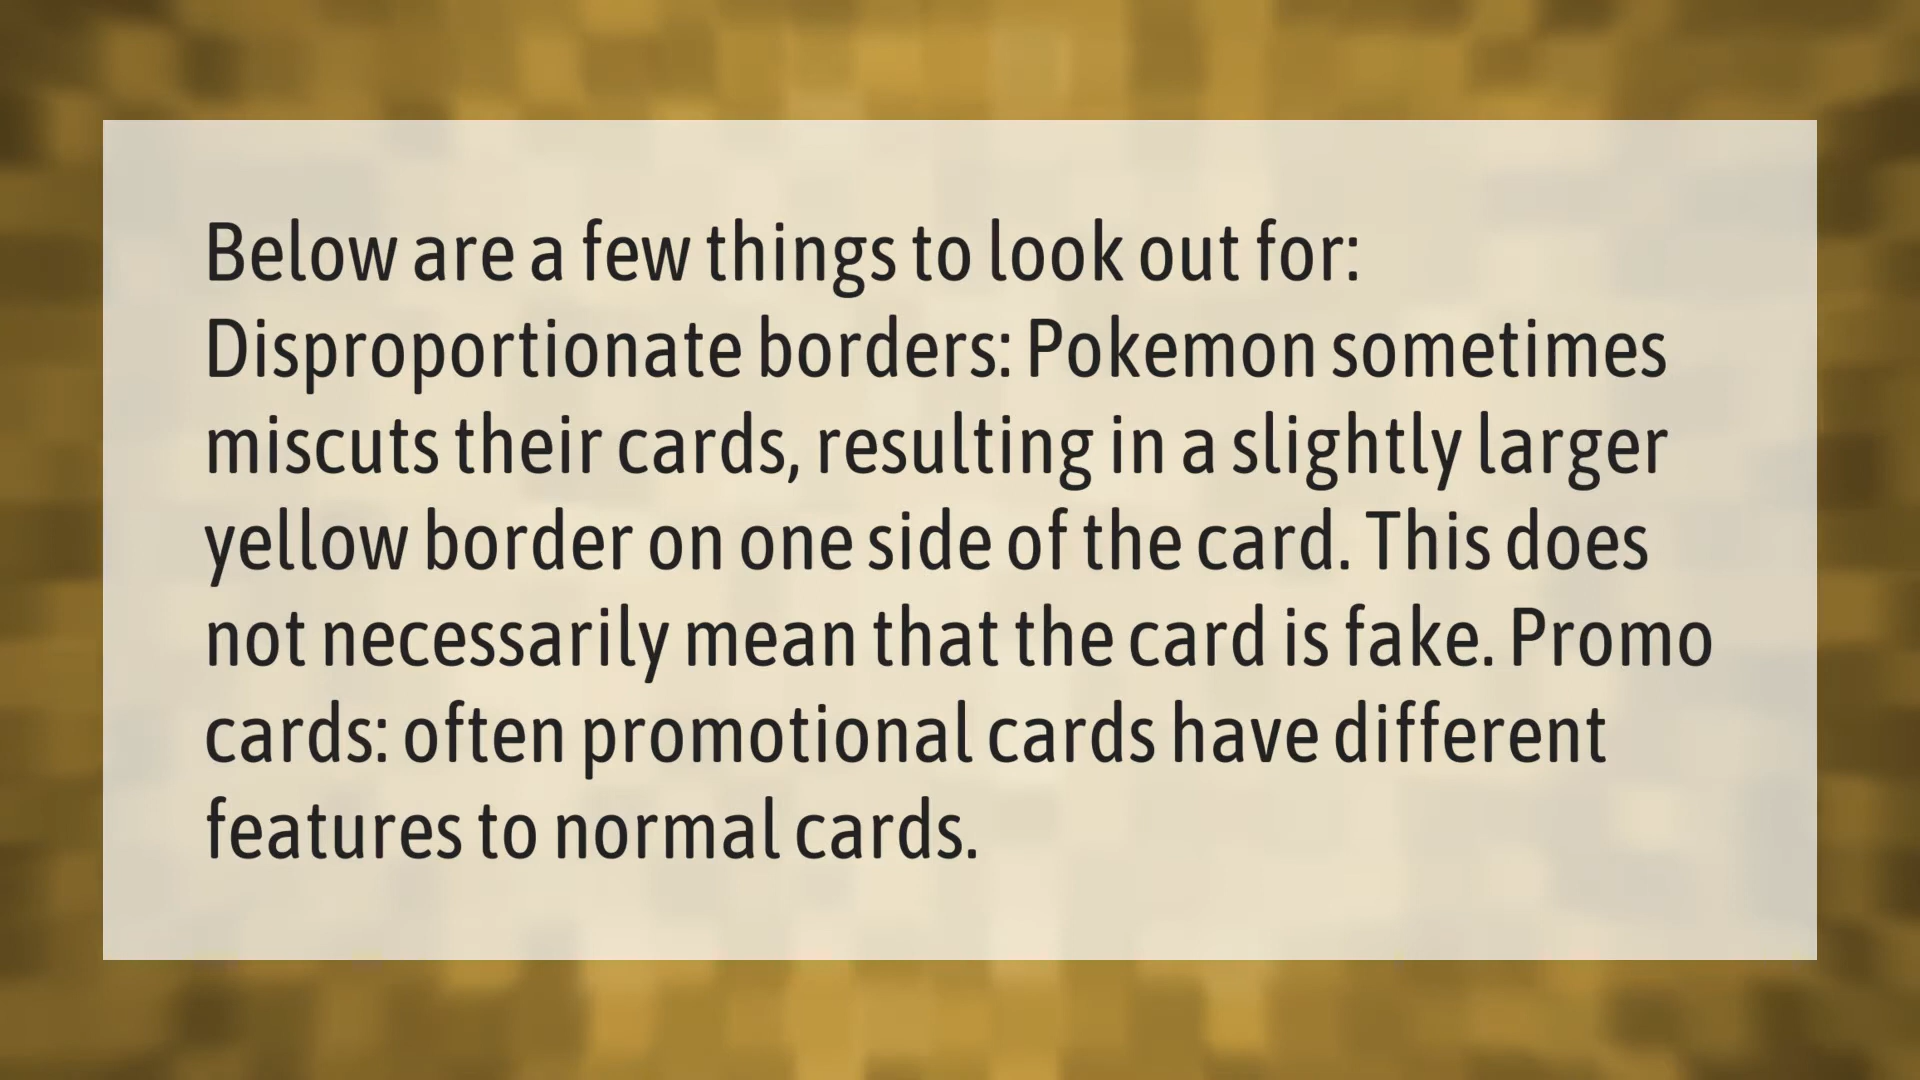 Below are a few things to look out for:
Disproportionate borders: Pokemon sometimes
miscuts their cards, resulting in a slightly larger
yellow border on one side of the card. This does
not necessarily mean that the card is fake. Promo
cards: often promotional cards have different
features to normal cards.